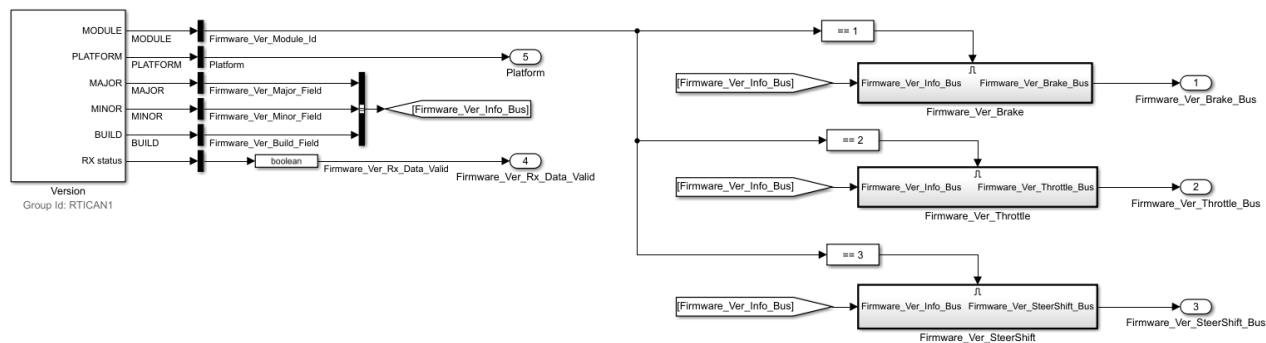 MODULE
MODULE
Firmware_Ver_Module_Id
== 1
PLATFORM
PLATFORM
Platform
5
Platform
MAJOR
MAJOR
Firmware_Ver_Major_Field
[Firmware_Ver_Info_Bus]
Firmware_Ver_Info_Bus
Firmware_Ver_Brake_Bus
1
Firmware_Ver_Brake_Bus
Firmware_Ver_Brake
MINOR
MINOR
Firmware_Ver_Minor_Field
[Firmware_Ver_Info_Bus]
BUILD
BUILD
Firmware_Ver_Build_Field
== 2
RX status
boolean
Firmware_Ver_Rx_Data_Valid
4
Firmware_Ver_Rx_Data_Valid
Version
Group Id: RTICAN1
[Firmware_Ver_Info_Bus]
Firmware_Ver_Info_Bus
Firmware_Ver_Throttle_Bus
2
Firmware_Ver_Throttle_Bus
Firmware_Ver_Throttle
== 3
[Firmware_Ver_Info_Bus]
Firmware_Ver_Info_Bus
Firmware_Ver_SteerShift_Bus
3
Firmware_Ver_SteerShift_Bus
Firmware_Ver_SteerShift